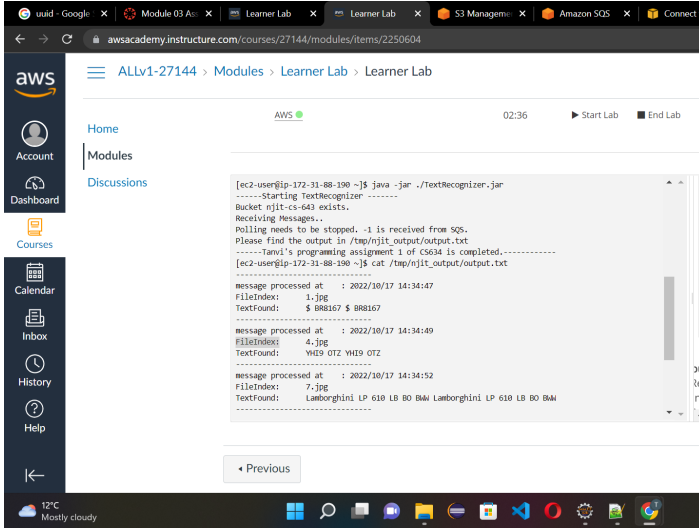 uuid - Google
Module 03 Ass
Learner Lab
Learner Lab
S3 Managemen
Amazon SQS
Connect
awsacademy.instructure.com/courses/27144/modules/items/2250604
aws
ALLv1-27144 > Modules > Learner Lab > Learner Lab
AWS
02:36
Start Lab
End Lab
Home
Modules
Discussions
Account
Dashboard
Courses
Calendar
Inbox
History
Help
[ec2-user@ip-172-31-88-190 ~]$ java -jar ./TextRecognizer.jar
------Starting TextRecognizer -------
Bucket njit-cs-643 exists.
Receiving Messages..
Polling needs to be stopped. -1 is received from SQS.
Please find the output in /tmp/njit_output/output.txt
------Tanvi's programming assignment 1 of CS634 is completed.------------
[ec2-user@ip-172-31-88-190 ~]$ cat /tmp/njit_output/output.txt
-------------------------------
message processed at : 2022/10/17 14:34:47
FileIndex: 1.jpg
TextFound: $ BR8167 $ BR8167
-------------------------------
message processed at : 2022/10/17 14:34:49
FileIndex: 4.jpg
TextFound: YHI9 OTZ YHI9 OTZ
-------------------------------
message processed at : 2022/10/17 14:34:52
FileIndex: 7.jpg
TextFound: Lamborghini LP 610 LB BO BWW Lamborghini LP 610 LB BO BWW
-------------------------------
Previous
12°C
Mostly cloudy